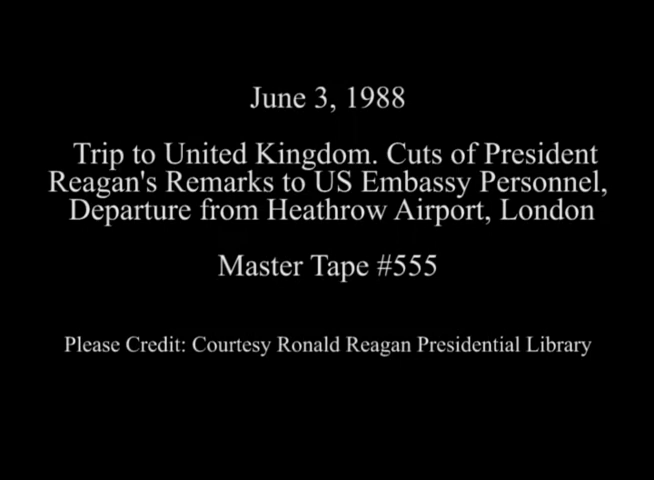 June 3, 1988
Trip to United Kingdom. Cuts of President
Reagan's Remarks to US Embassy Personnel,
Departure from Heathrow Airport, London
Master Tape #555
Please Credit: Courtesy Ronald Reagan Presidential Library